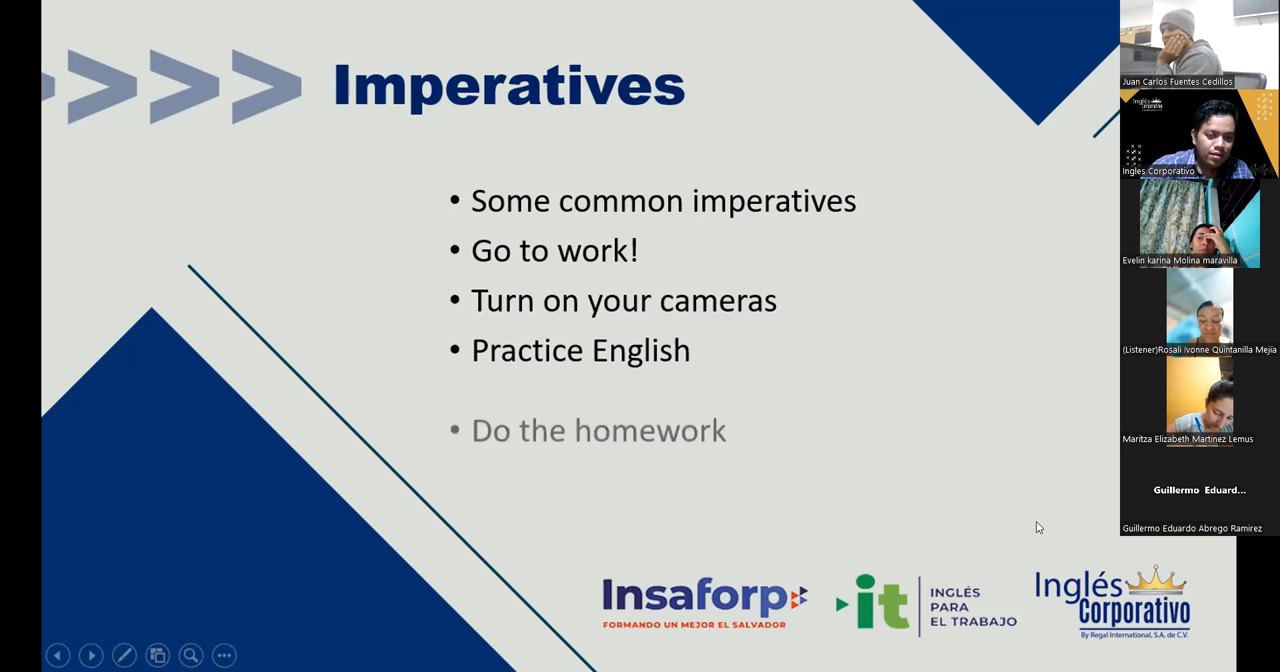 Imperatives
• Some common imperatives
• Go to work!
• Turn on your cameras
• Practice English
• Do the homework
Insaforp
FORMANDO UN MEJOR EL SALVADOR
it
INGLÉS
PARA
EL TRABAJO
Inglés
Corporativo
By Regal International, S.A. de C.V.
Juan Carlos Fuentes Cedillos
Ingles Corporativo
Evelin karina Molina maravilla
(Listener)Rosali Ivonne Quintanilla Mejía
Maritza Elizabeth Martinez Lemus
Guillermo Eduard...
Guillermo Eduardo Abrego Ramirez